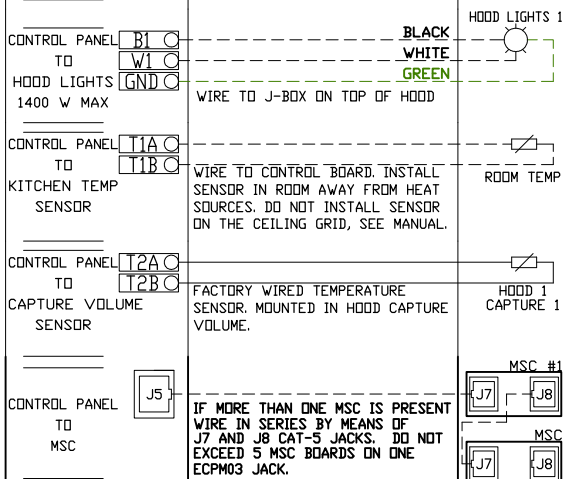 HOOD LIGHTS 1
CONTROL PANEL
TO
HOOD LIGHTS
1400 W MAX
B1
W1
GND
BLACK
WHITE
GREEN
WIRE TO J-BOX ON TOP OF HOOD
CONTROL PANEL
TO
KITCHEN TEMP
SENSOR
T1A
T1B
WIRE TO CONTROL BOARD. INSTALL
SENSOR IN ROOM AWAY FROM HEAT
SOURCES. DO NOT INSTALL SENSOR
ON THE CEILING GRID, SEE MANUAL.
ROOM TEMP
CONTROL PANEL
TO
CAPTURE VOLUME
SENSOR
T2A
T2B
FACTORY WIRED TEMPERATURE
SENSOR. MOUNTED IN HOOD CAPTURE
VOLUME.
HOOD 1
CAPTURE 1
CONTROL PANEL
TO
MSC
J5
IF MORE THAN ONE MSC IS PRESENT
WIRE IN SERIES BY MEANS OF
J7 AND J8 CAT-5 JACKS. DO NOT
EXCEED 5 MSC BOARDS ON ONE
ECPM03 JACK.
MSC #1
J7
J8
MSC
J7
J8